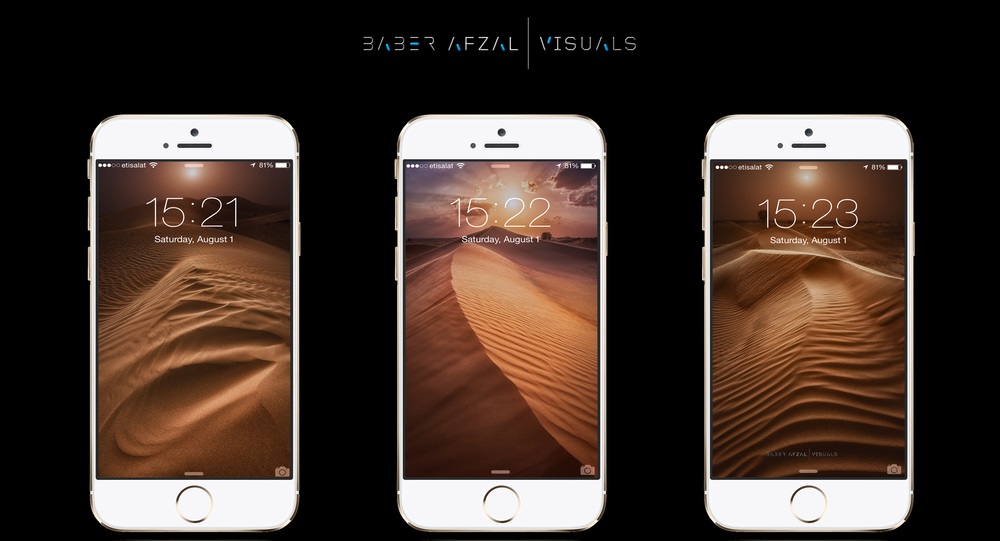 BABER AFZAL | VISUALS
etisalat 81%
15:21
Saturday, August 1
etisalat 81%
15:22
Saturday, August 1
etisalat 81%
15:23
Saturday, August 1
BABER AFZAL | VISUALS